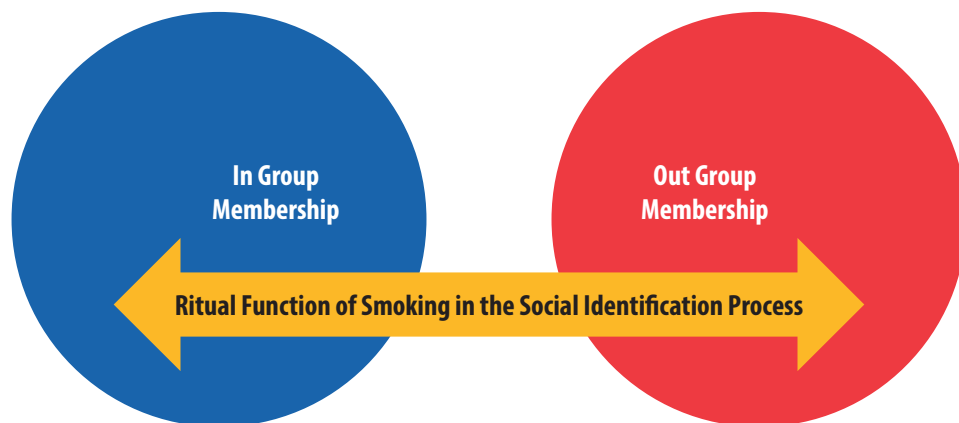 In Group
Membership
Out Group
Membership
Ritual Function of Smoking in the Social Identification Process